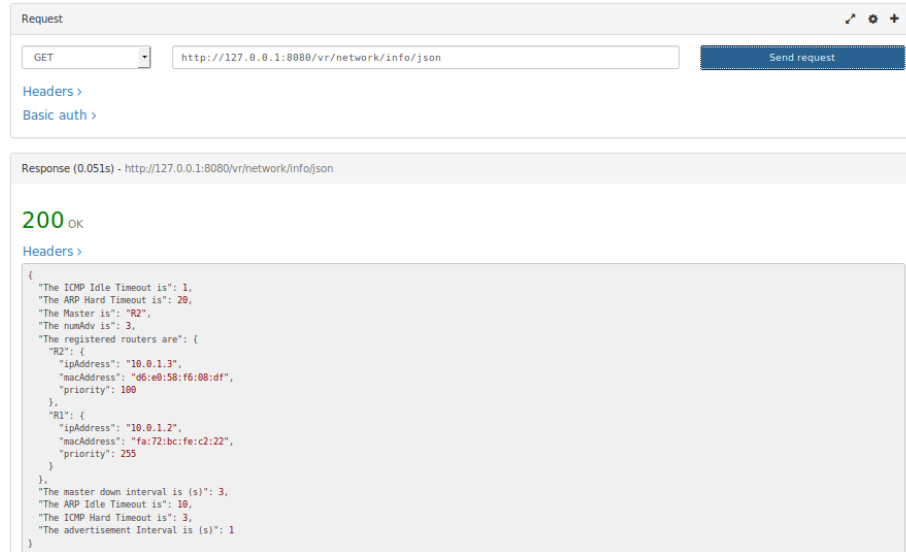 Request
GET http://127.0.0.1:8080/vr/network/info/json Send request
Headers >
Basic auth >
Response (0.051s) - http://127.0.0.1:8080/vr/network/info/json
200 OK
Headers >
{
"The ICMP Idle Timeout is": 1,
"The ARP Hard Timeout is": 20,
"The Master is": "R2",
"The numAdv is": 3,
"The registered routers are": {
"R2": {
"ipAddress": "10.0.1.3",
"macAddress": "d6:e0:58:f6:08:df",
"priority": 100
},
"R1": {
"ipAddress": "10.0.1.2",
"macAddress": "fa:72:bc:fe:c2:22",
"priority": 255
}
},
"The master down interval is (s)": 3,
"The ARP Idle Timeout is": 10,
"The ICMP Hard Timeout is": 3,
"The advertisement Interval is (s)": 1
}